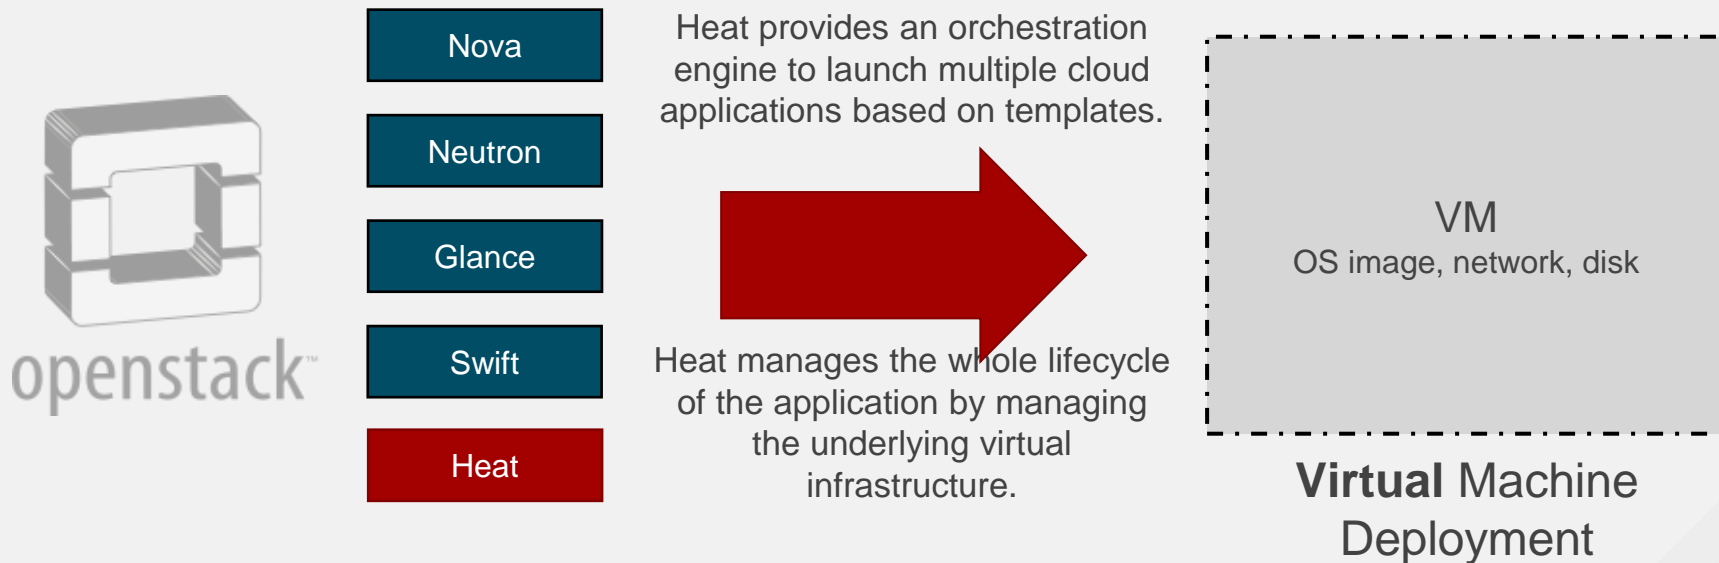 openstack™
Nova
Neutron
Glance
Swift
Heat
Heat provides an orchestration
engine to launch multiple cloud
applications based on templates.
Heat manages the whole lifecycle
of the application by managing
the underlying virtual
infrastructure.
VM
OS image, network, disk
Virtual Machine
Deployment